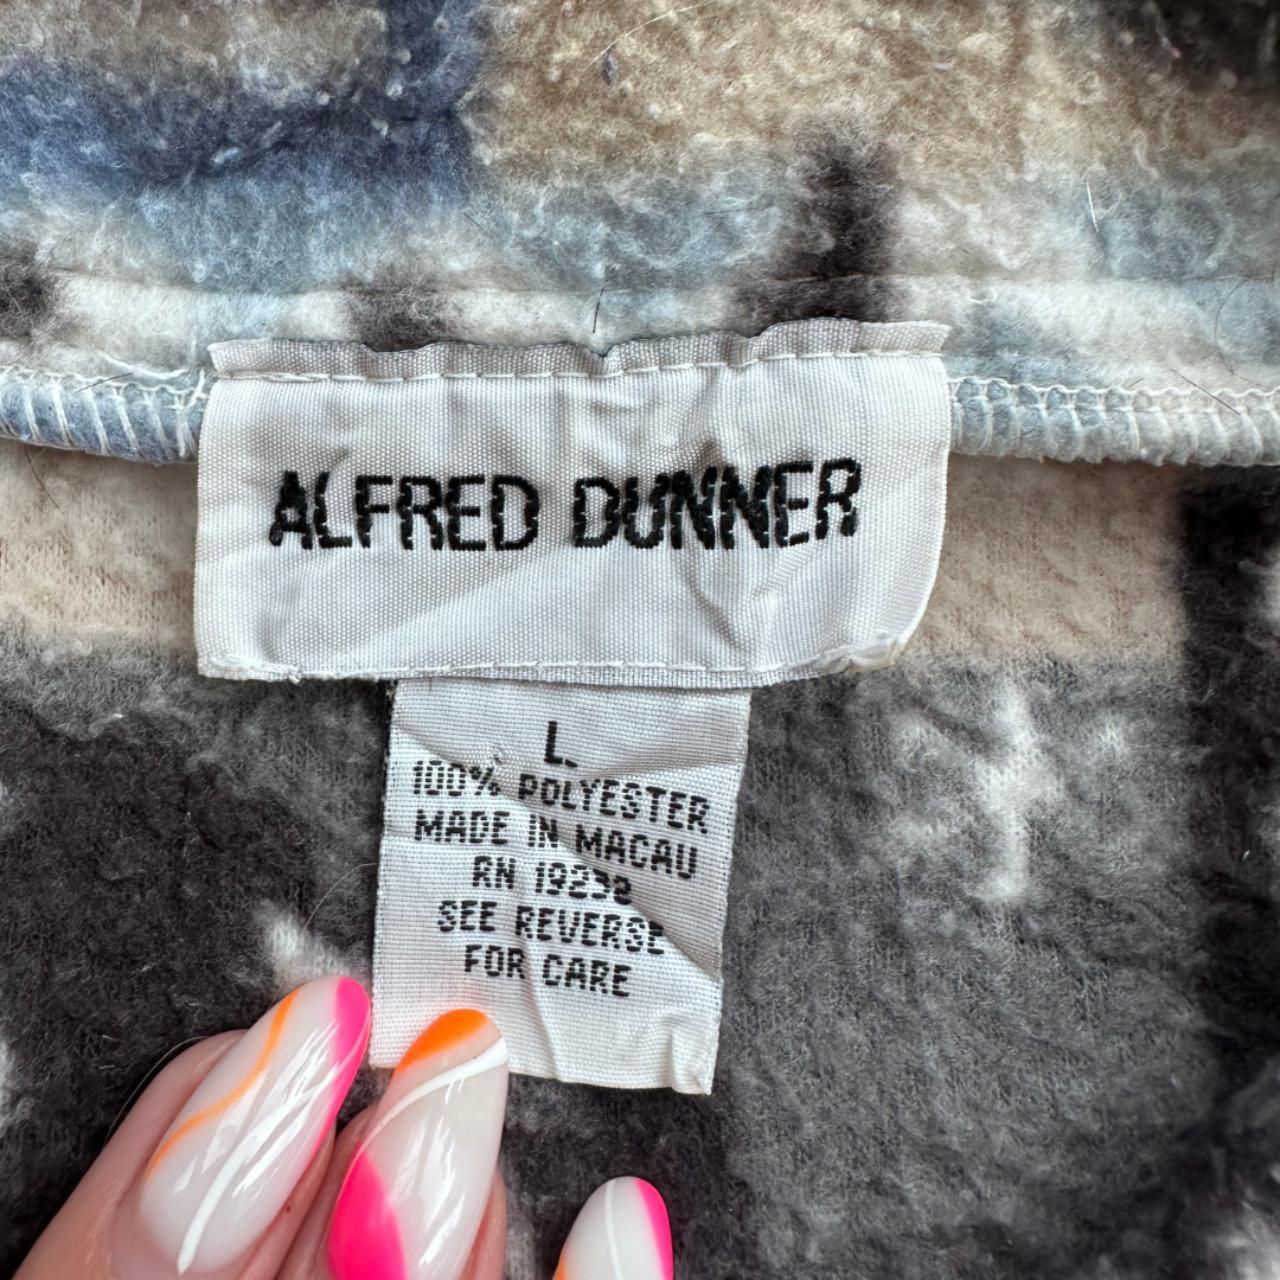 ALFRED DUNNER
L.
100% POLYESTER
MADE IN MACAU
RN 19238
SEE REVERSE
FOR CARE